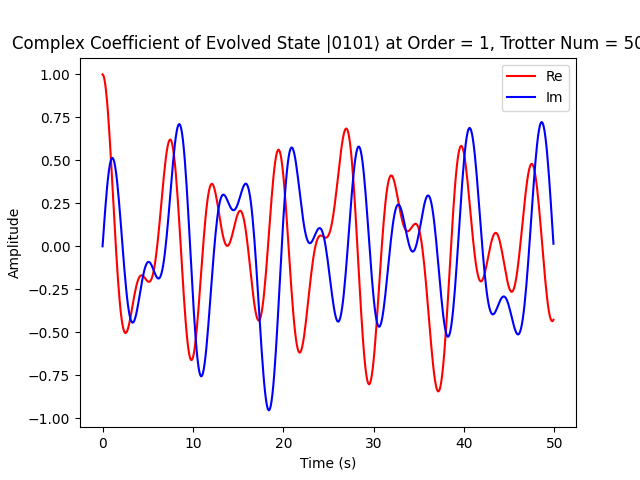 Complex Coefficient of Evolved State |0101⟩ at Order = 1, Trotter Num = 50
Re
Im
Amplitude
1.00
0.75
0.50
0.25
0.00
−0.25
−0.50
−0.75
−1.00
0 10 20 30 40 50
Time (s)